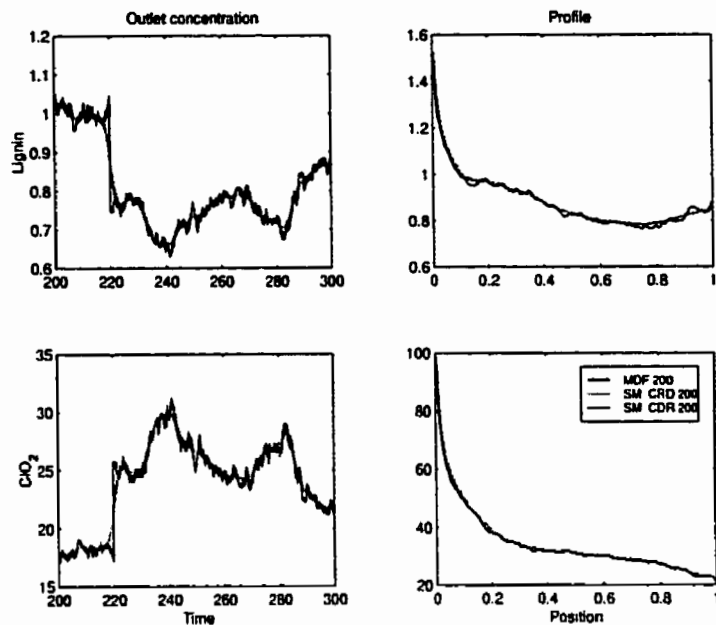 Outlet concentration
Profile
1.2
1.1
1
0.9
0.8
0.7
0.6
Lignin
200 220 240 260 280 300
1.6
1.4
1.2
1
0.8
0.6
0 0.2 0.4 0.6 0.8 1
35
30
25
20
15
ClO2
200 220 240 260 280 300
Time
100
80
60
40
20
MDF 200
SM CRD 200
SM CDR 200
0 0.2 0.4 0.6 0.8 1
Position